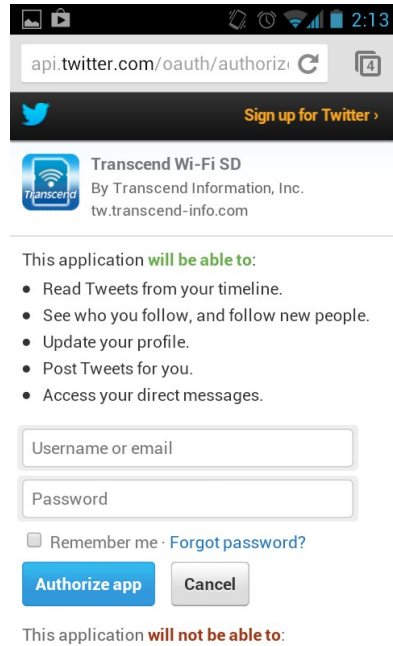 2:13
api.twitter.com/oauth/authoriz
4
Sign up for Twitter ›
Transcend
Transcend Wi-Fi SD
By Transcend Information, Inc.
tw.transcend-info.com
This application will be able to:
• Read Tweets from your timeline.
• See who you follow, and follow new people.
• Update your profile.
• Post Tweets for you.
• Access your direct messages.
Username or email
Password
Remember me · Forgot password?
Authorize app Cancel
This application will not be able to: